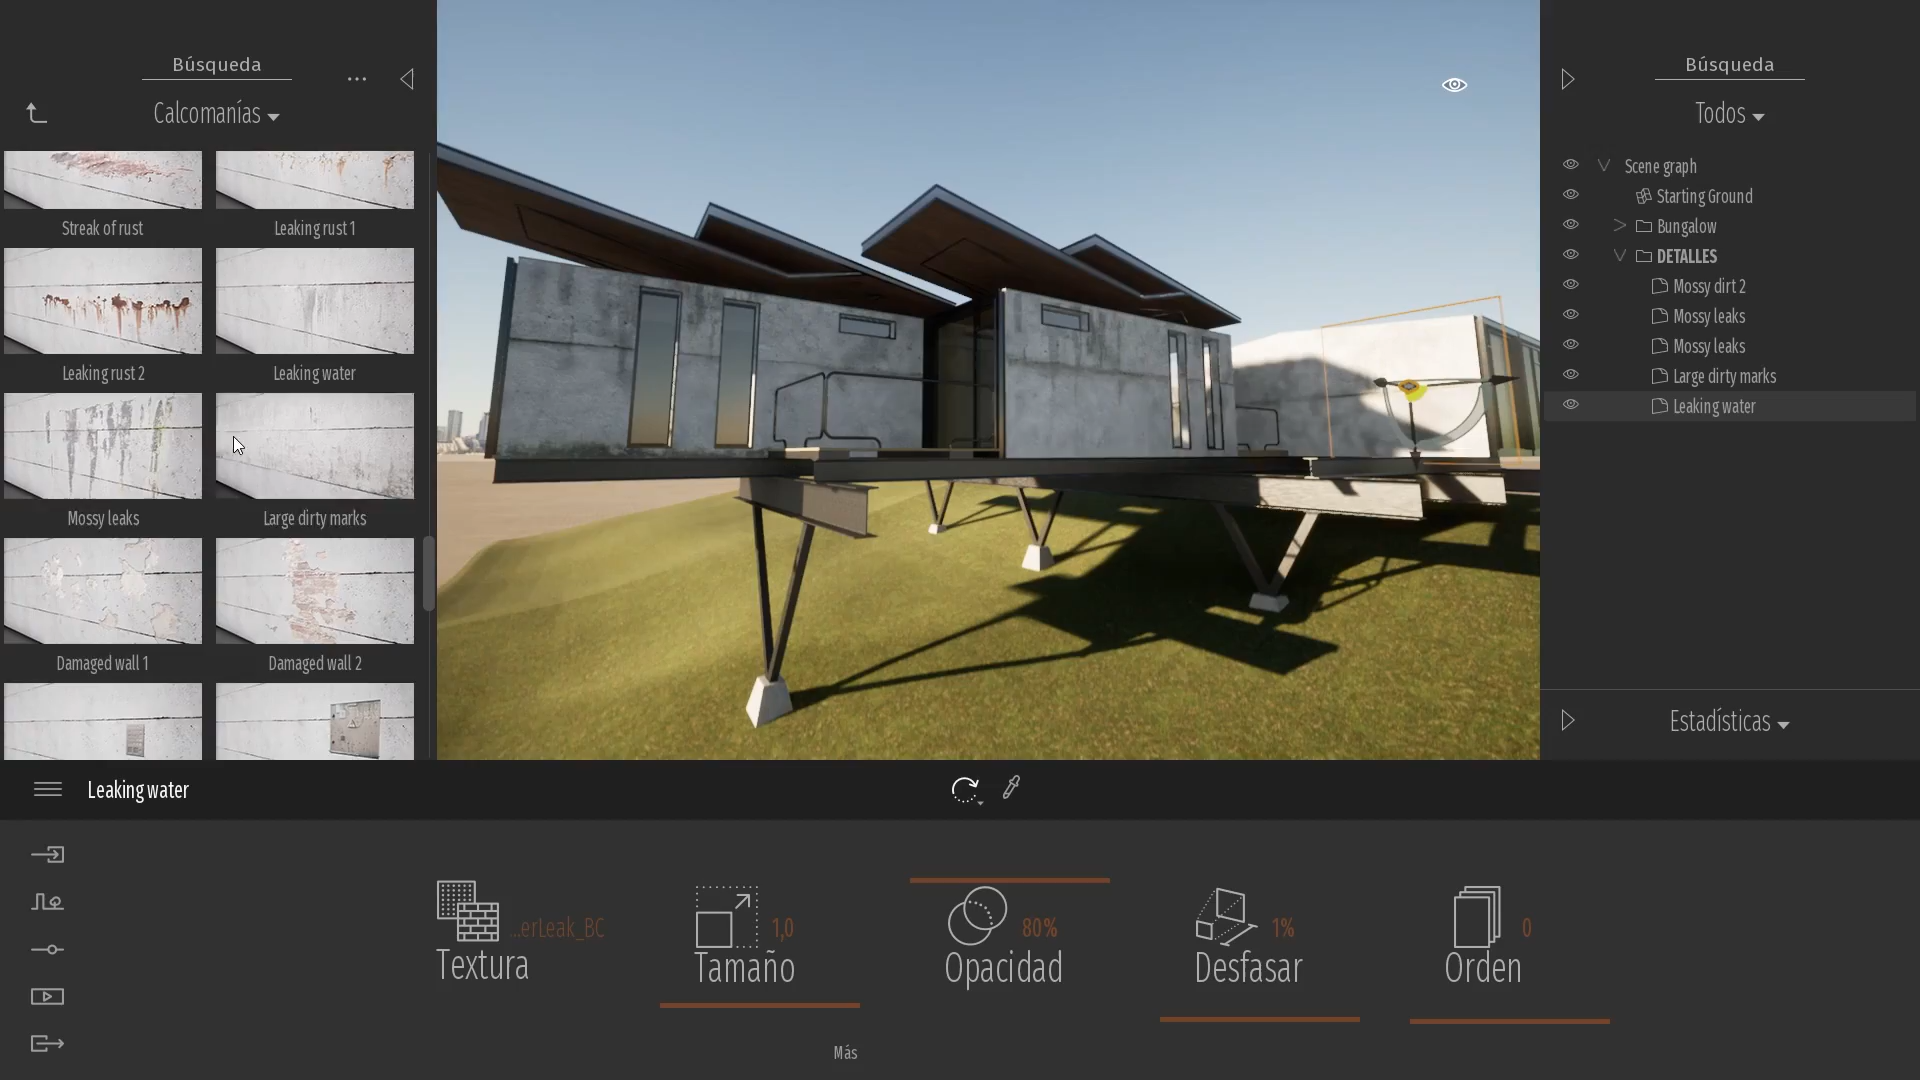 Búsqueda
...
Calcomanías
Streak of rust
Leaking rust 1
Leaking rust 2
Leaking water
Mossy leaks
Large dirty marks
Damaged wall 1
Damaged wall 2
Búsqueda
Todos
Scene graph
Starting Ground
Bungalow
DETALLES
Mossy dirt 2
Mossy leaks
Mossy leaks
Large dirty marks
Leaking water
Estadísticas
Leaking water
...erLeak_BC
Textura
1,0
Tamaño
80%
Opacidad
1%
Desfasar
0
Orden
Más